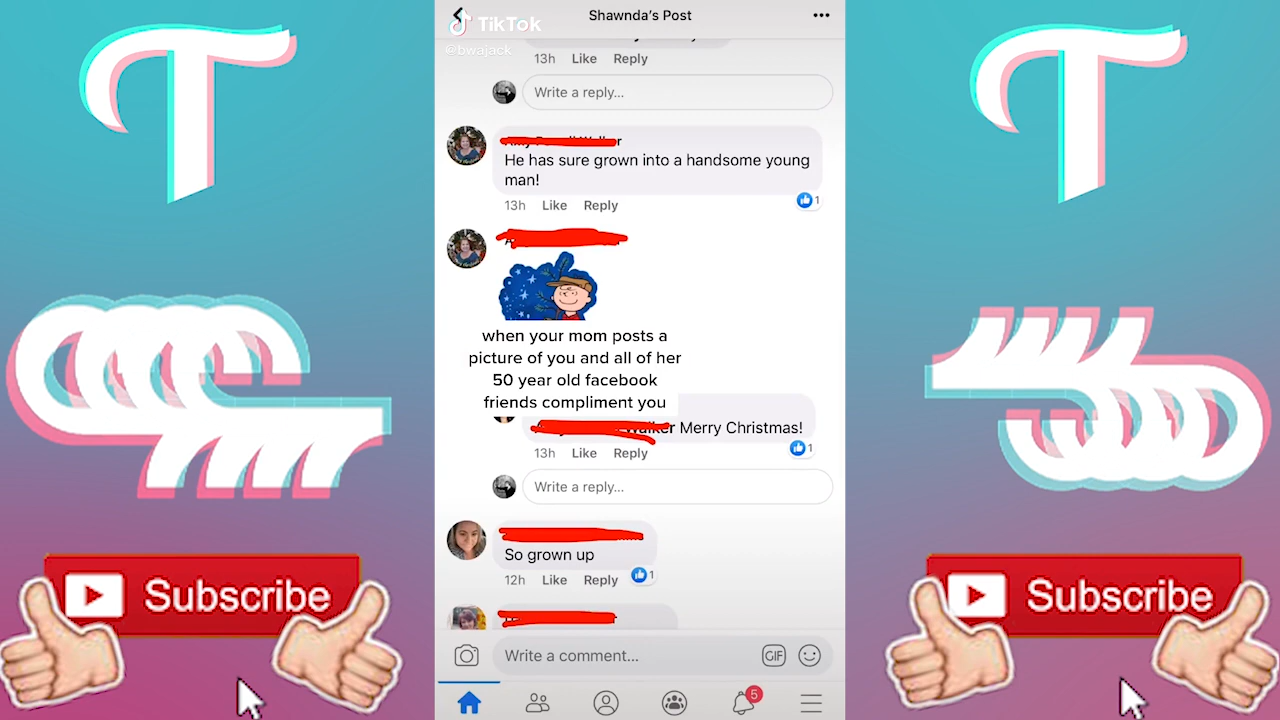 TikTok
@bwajack
Shawnda's Post
13h Like Reply
Write a reply...
He has sure grown into a handsome young
man!
13h Like Reply
1
when your mom posts a
picture of you and all of her
50 year old facebook
friends compliment you
Walker Merry Christmas!
13h Like Reply
1
Write a reply...
So grown up
12h Like Reply
1
Write a comment...
GIF
5
T
T
Subscribe
Subscribe